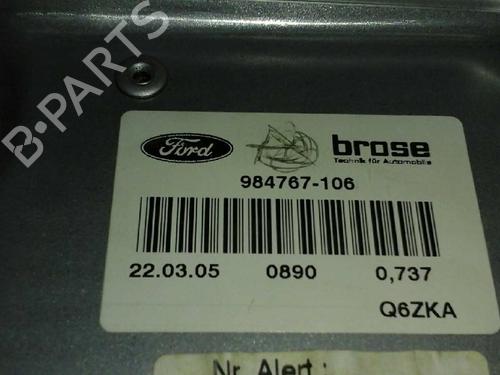 B-PARTS
Ford
brose
Technik für Automobile
984767-106
22.03.05 0890 0,737
Q6ZKA
Nr. Alert.: